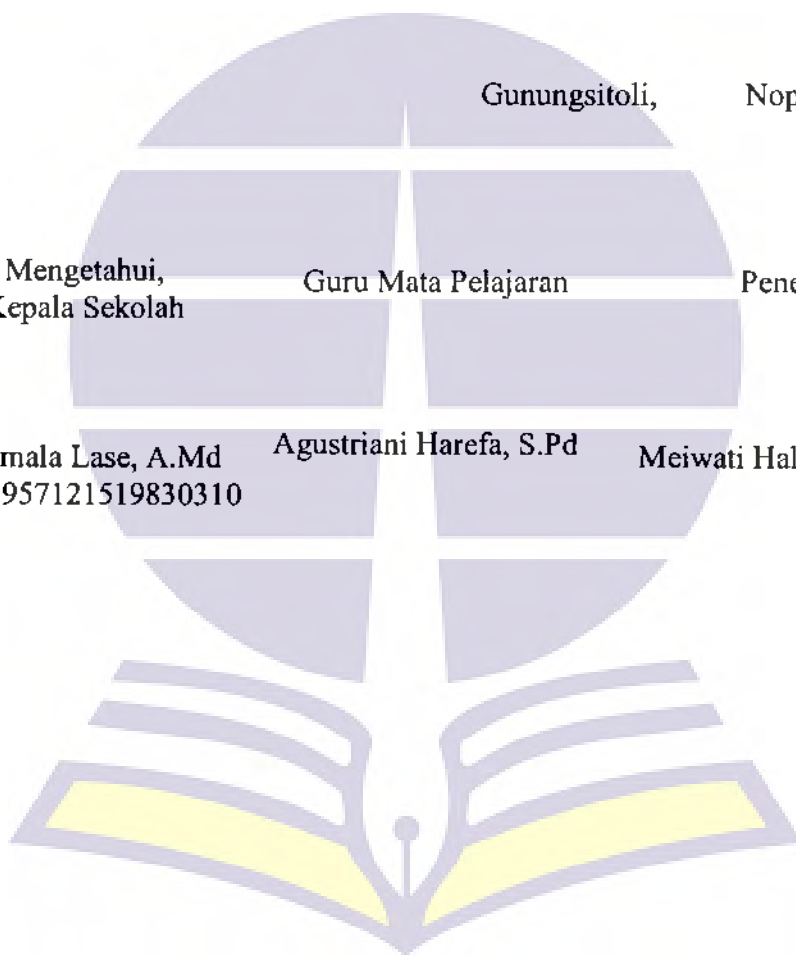 Gunungsitoli, Nop
Mengetahui, Guru Mata Pelajaran Pene
Kepala Sekolah
mala Lase, A.Md Agustriani Harefa, S.Pd Meiwati Hal
957121519830310